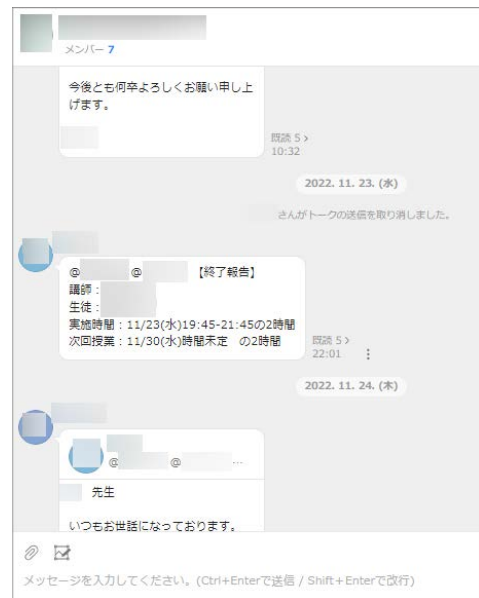 メンバー 7
今後とも何卒よろしくお願い申し上
げます。
既読 5 >
10:32
2022. 11. 23. (水)
さんがトークの送信を取り消しました。
@ @ 【終了報告】
講師：
生徒：
実施時間：11/23(水)19:45-21:45の2時間
次回授業：11/30(水)時間未定　の2時間
既読 5 >
22:01
2022. 11. 24. (木)
@ @ ...
先生
いつもお世話になっております。
メッセージを入力してください。(Ctrl+Enterで送信 / Shift+Enterで改行)